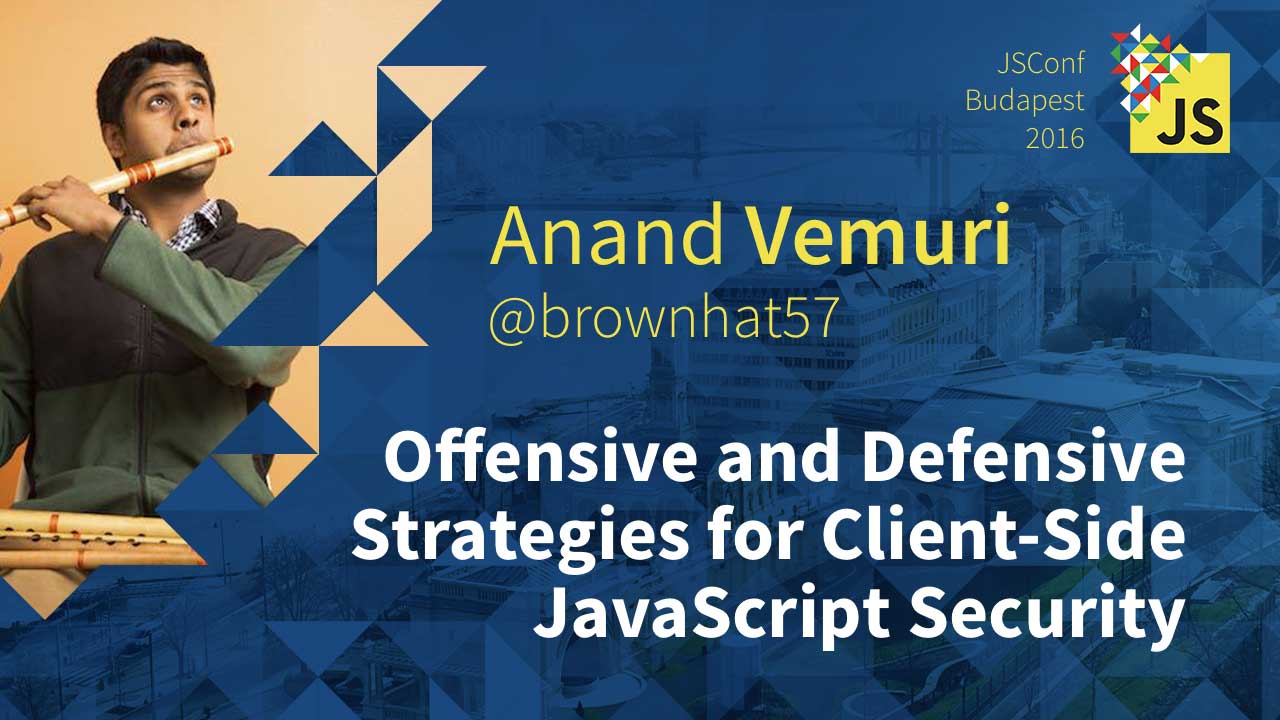 JSConf
Budapest
2016
JS
Anand Vemuri
@brownhat57
Offensive and Defensive
Strategies for Client-Side
JavaScript Security